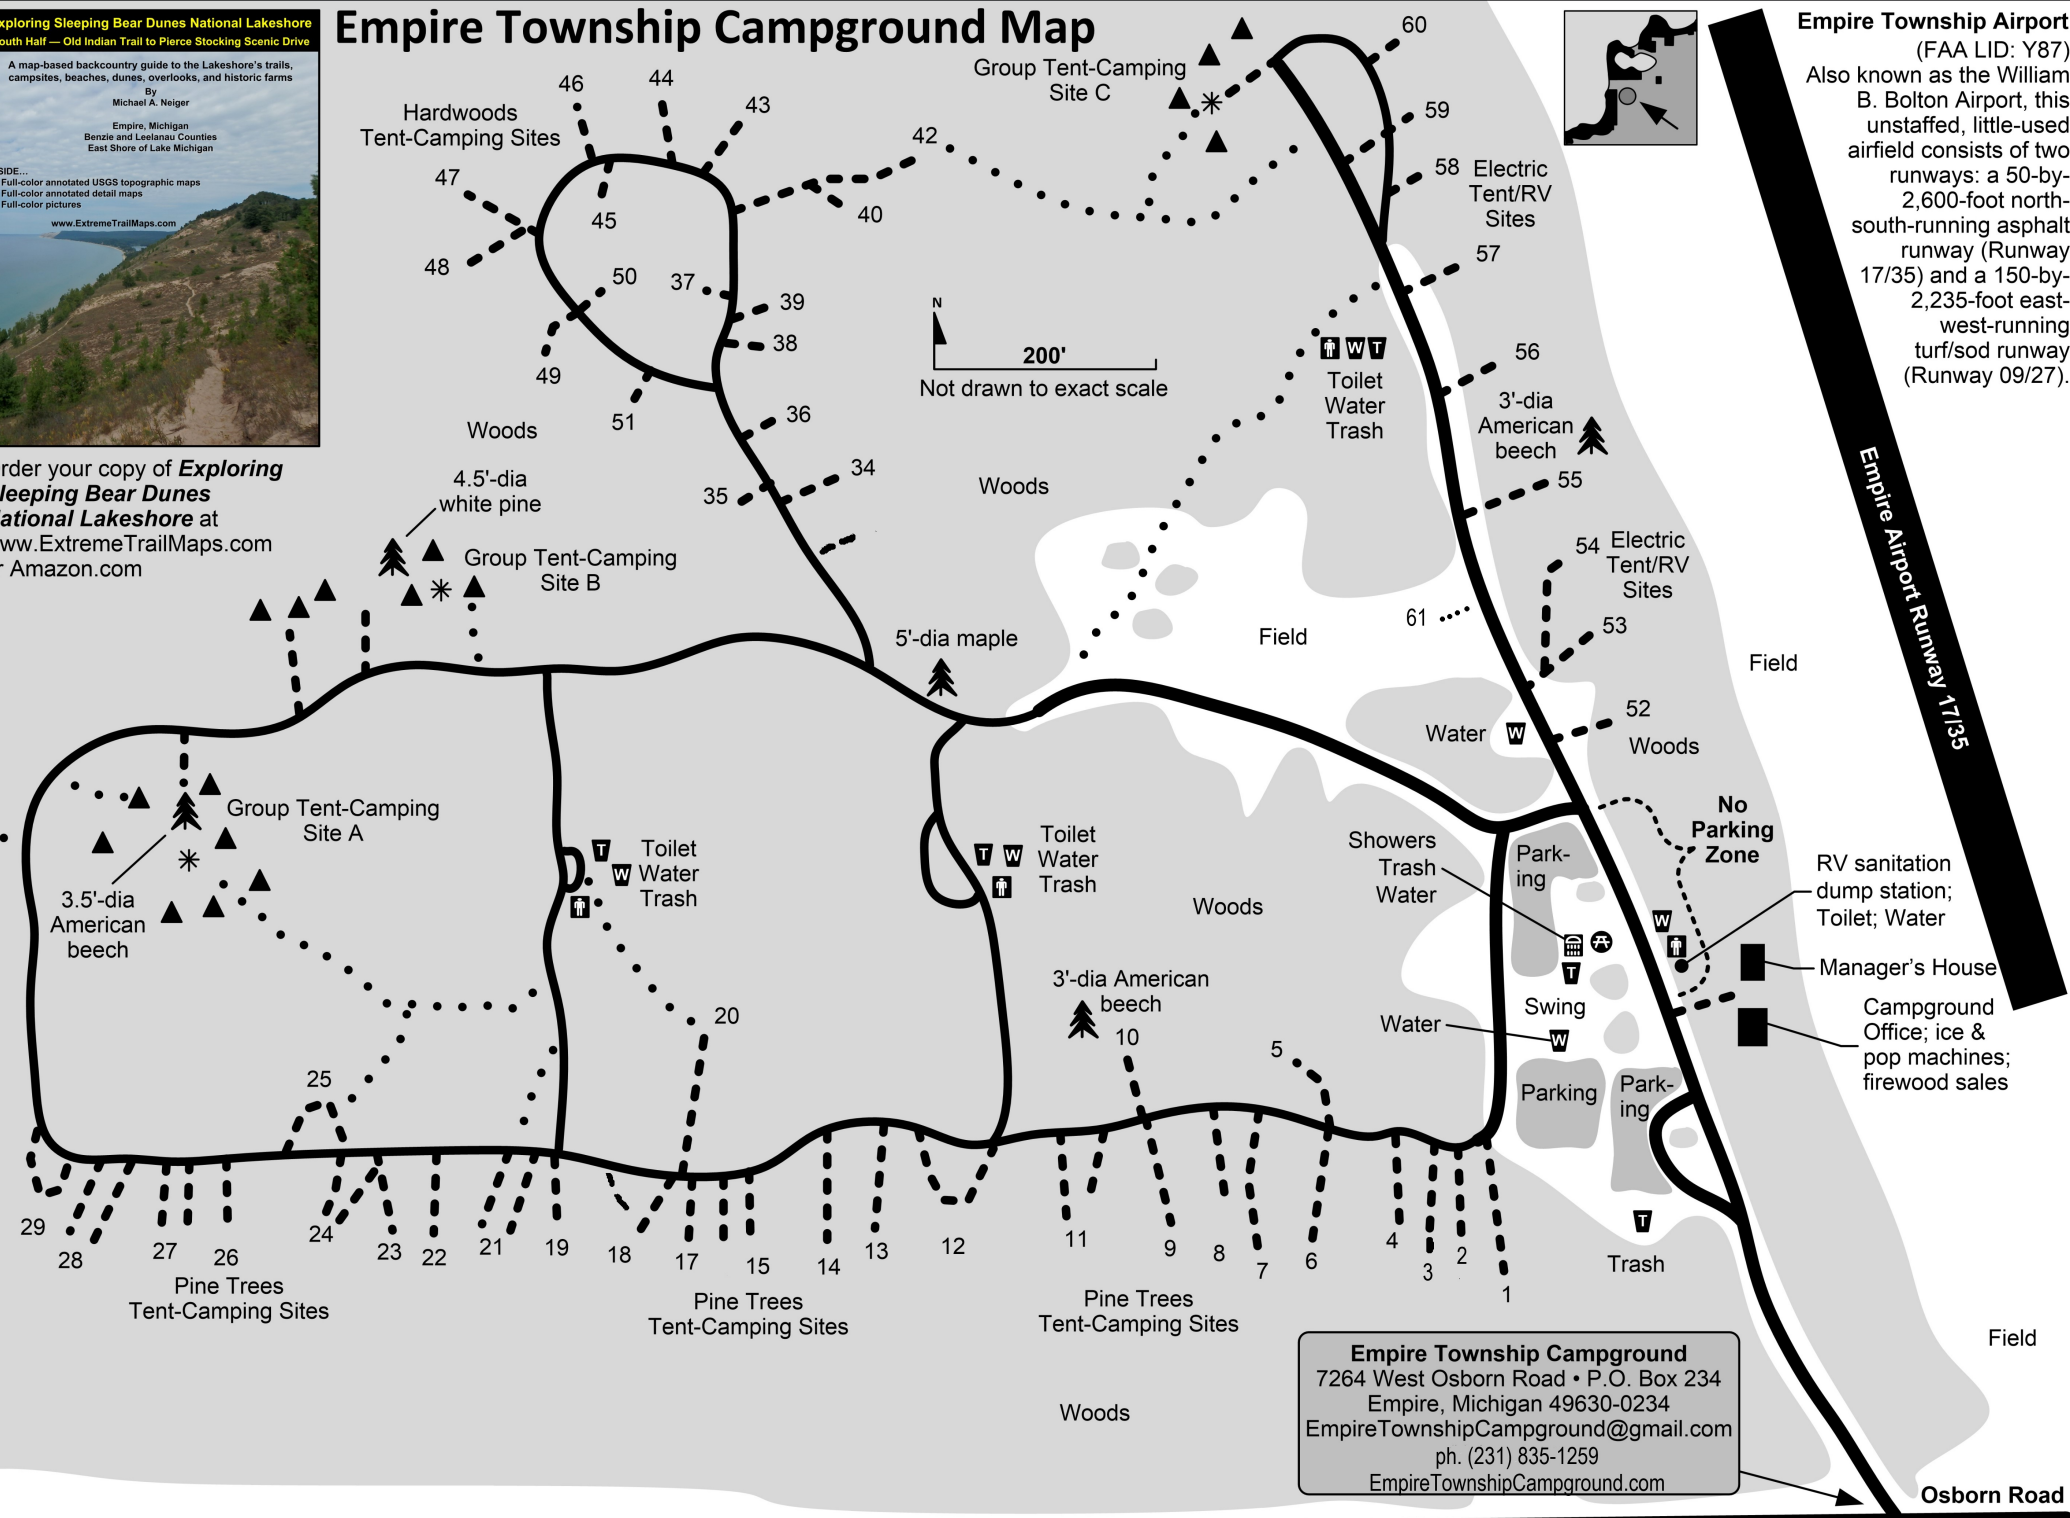 Exploring Sleeping Bear Dunes National Lakeshore
South Half — Old Indian Trail to Pierce Stocking Scenic Drive
A map-based backcountry guide to the Lakeshore's trails,
campsites, beaches, dunes, overlooks, and historic farms
By
Michael A. Neiger
Empire, Michigan
Benzie and Leelanau Counties
East Shore of Lake Michigan
SIDE...
Full-color annotated USGS topographic maps
Full-color annotated detail maps
Full-color pictures
www.ExtremeTrailMaps.com
rder your copy of Exploring
leeping Bear Dunes
ational Lakeshore at
ww.ExtremeTrailMaps.com
r Amazon.com
Empire Township Campground Map
Empire Township Airport
(FAA LID: Y87)
Also known as the William
B. Bolton Airport, this
unstaffed, little-used
airfield consists of two
runways: a 50-by-
2,600-foot north-
south-running asphalt
runway (Runway
17/35) and a 150-by-
2,235-foot east-
west-running
turf/sod runway
(Runway 09/27).
Empire Airport Runway 17/35
Hardwoods
Tent-Camping Sites
46
44
43
47
45
48
42
40
50
37
39
38
49
51
36
34
35
Group Tent-Camping
Site C
60
59
58
Electric
Tent/RV
Sites
57
N
200'
Not drawn to exact scale
W T
Toilet
Water
Trash
56
3'-dia
American
beech
55
54
Electric
Tent/RV
Sites
53
61
52
Woods
Woods
4.5'-dia
white pine
Group Tent-Camping
Site B
5'-dia maple
Field
Field
Water
W
Woods
Group Tent-Camping
Site A
3.5'-dia
American
beech
T
W
Toilet
Water
Trash
T W
Toilet
Water
Trash
Woods
Showers
Trash
Water
Park-
ing
No
Parking
Zone
RV sanitation
dump station;
Toilet; Water
W
T
Manager's House
Swing
Water
W
Campground
Office; ice &
pop machines;
firewood sales
Parking
Park-
ing
T
Trash
3'-dia American
beech
10
5
20
25
29
28
27
26
24
23
22
21
19
18
17
15
14
13
12
11
9
8
7
6
4
3
2
1
Pine Trees
Tent-Camping Sites
Pine Trees
Tent-Camping Sites
Pine Trees
Tent-Camping Sites
Woods
Field
Empire Township Campground
7264 West Osborn Road • P.O. Box 234
Empire, Michigan 49630-0234
EmpireTownshipCampground@gmail.com
ph. (231) 835-1259
EmpireTownshipCampground.com
Osborn Road